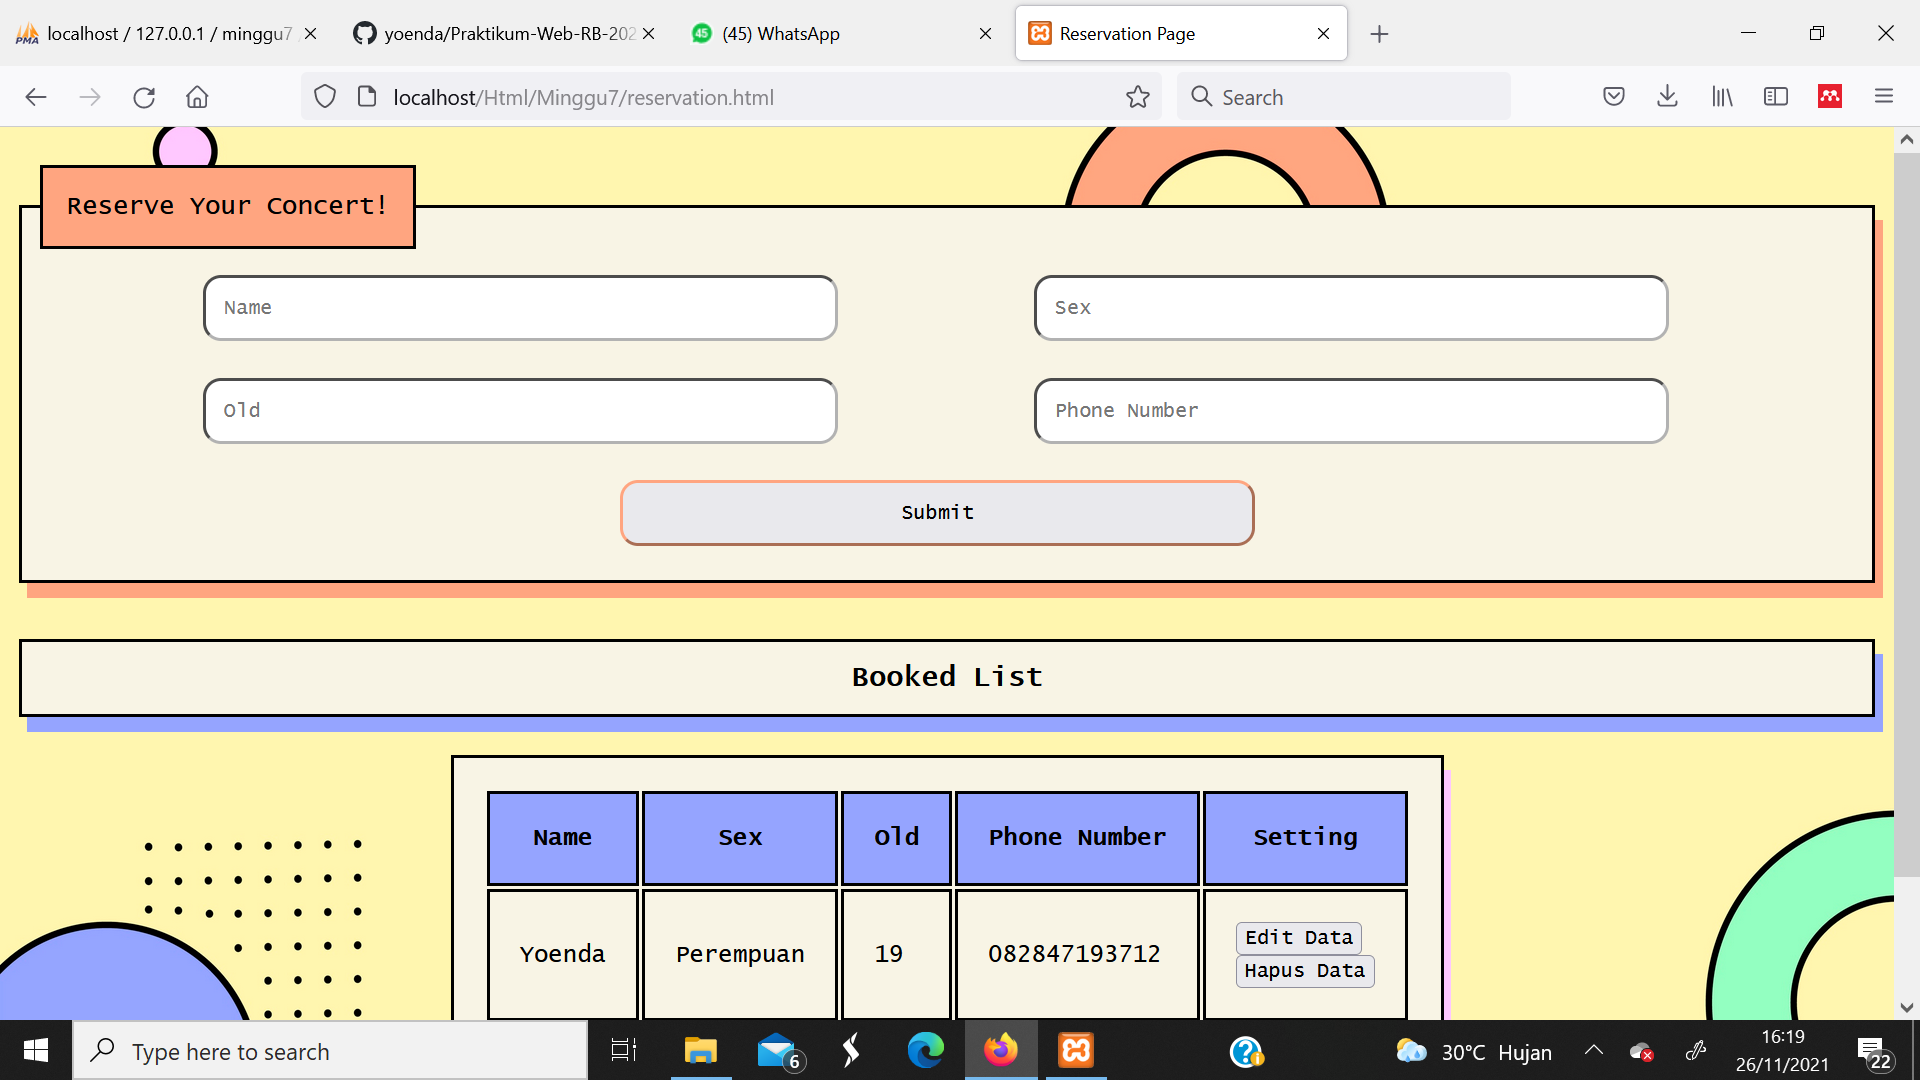 localhost / 127.0.0.1 / minggu7
yoenda/Praktikum-Web-RB-202
45 (45) WhatsApp
Reservation Page
localhost/Html/Minggu7/reservation.html
Search
Reserve Your Concert!
Name
Sex
Old
Phone Number
Submit
Booked List
Name Sex Old Phone Number Setting
Yoenda Perempuan 19 082847193712
Edit Data
Hapus Data
Type here to search
6
30°C Hujan
16:19
26/11/2021
22